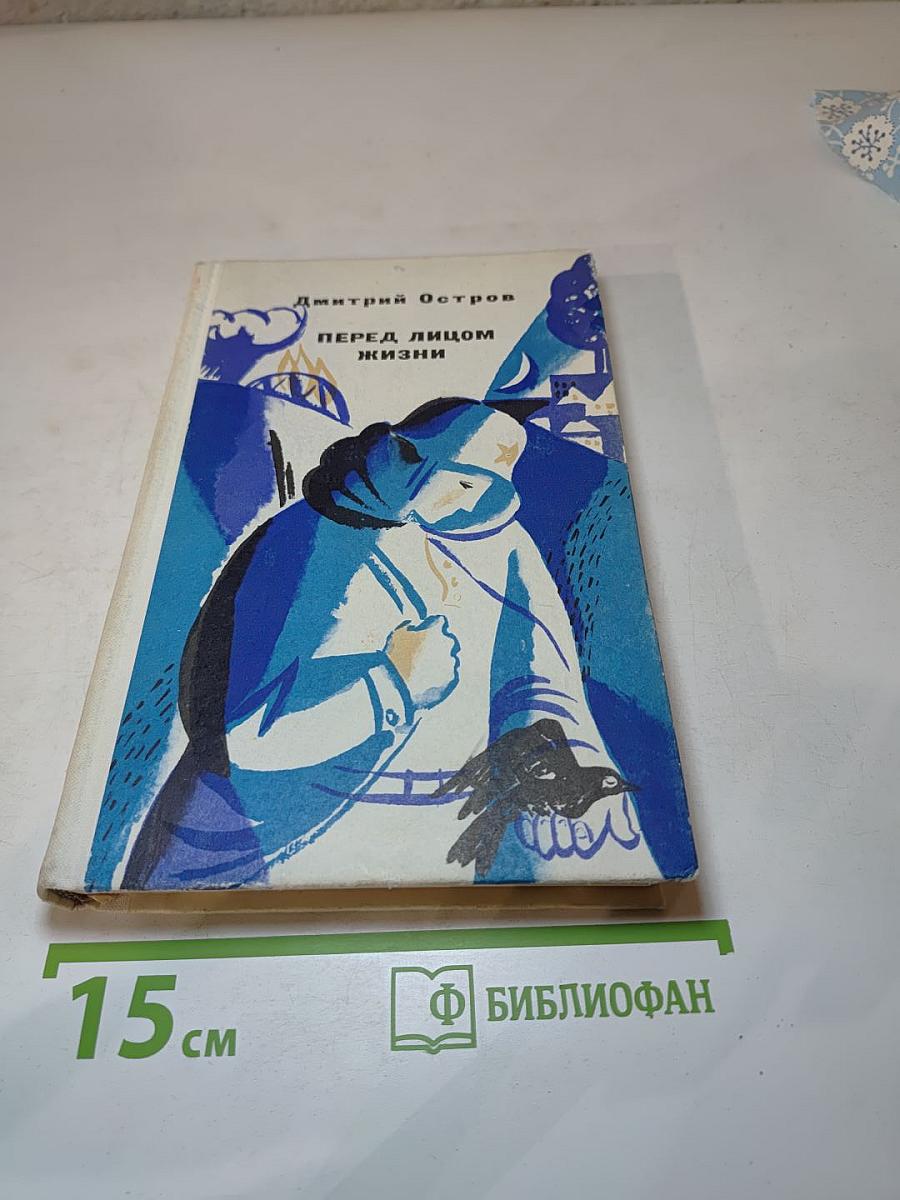 Дмитрий Остров
ПЕРЕД ЛИЦОМ
ЖИЗНИ
15 см
Ф БИБЛИОФАН